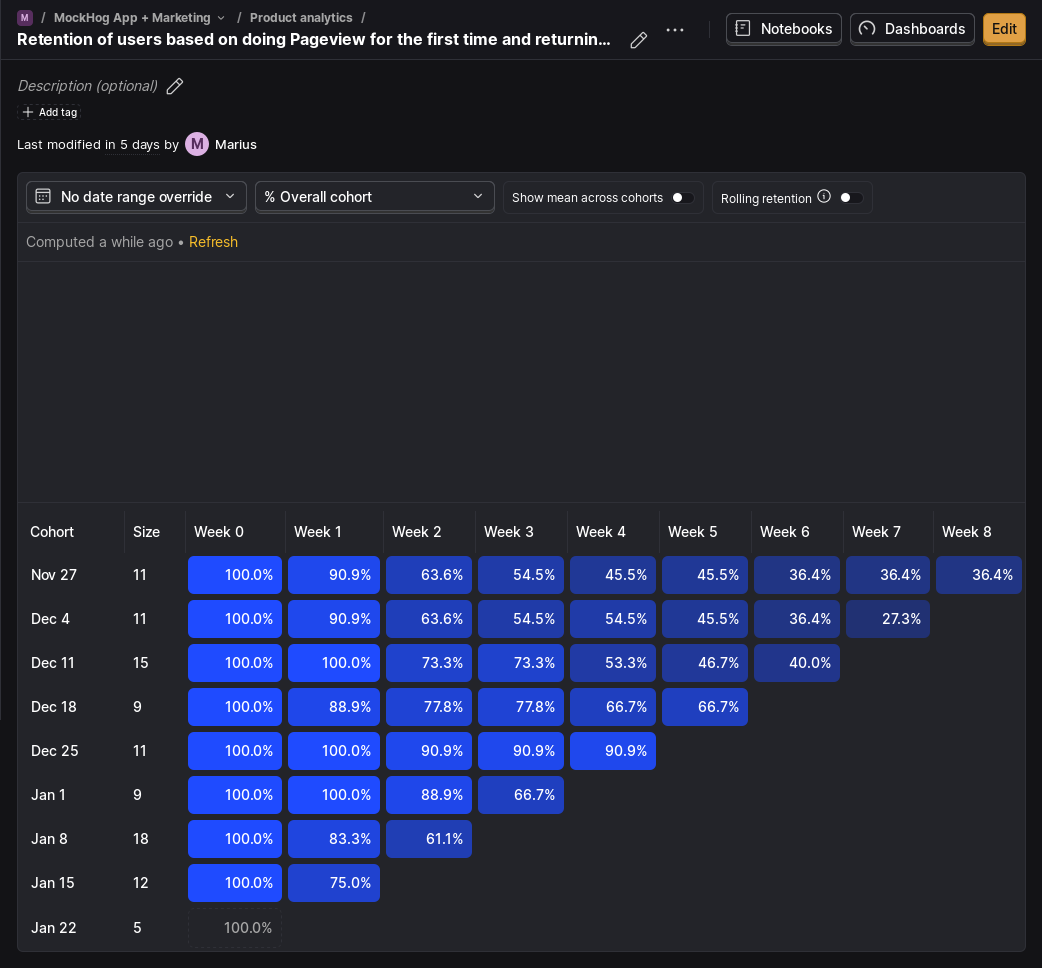 M / MockHog App + Marketing / Product analytics /
Retention of users based on doing Pageview for the first time and returnin...
Notebooks
Dashboards
Edit
Description (optional)
Add tag
Last modified in 5 days by M Marius
No date range override
% Overall cohort
Show mean across cohorts
Rolling retention
Computed a while ago • Refresh
Cohort Size Week 0 Week 1 Week 2 Week 3 Week 4 Week 5 Week 6 Week 7 Week 8
Nov 27 11 100.0% 90.9% 63.6% 54.5% 45.5% 45.5% 36.4% 36.4% 36.4%
Dec 4 11 100.0% 90.9% 63.6% 54.5% 54.5% 45.5% 36.4% 27.3%
Dec 11 15 100.0% 100.0% 73.3% 73.3% 53.3% 46.7% 40.0%
Dec 18 9 100.0% 88.9% 77.8% 77.8% 66.7% 66.7%
Dec 25 11 100.0% 100.0% 90.9% 90.9% 90.9%
Jan 1 9 100.0% 100.0% 88.9% 66.7%
Jan 8 18 100.0% 83.3% 61.1%
Jan 15 12 100.0% 75.0%
Jan 22 5 100.0%